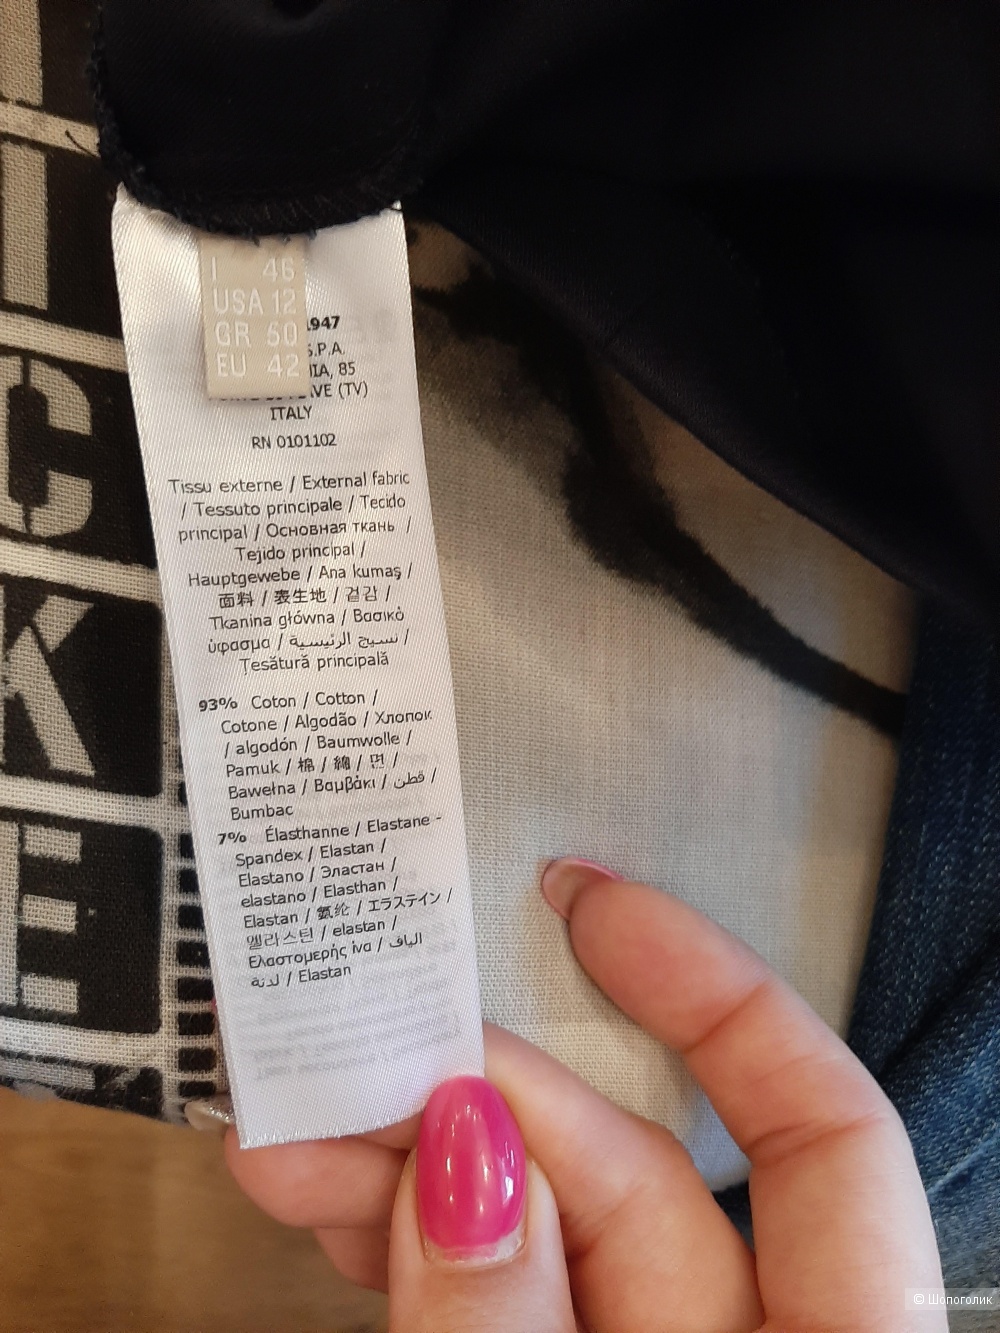 I 46
USA 12
GR 50
EU 42
1947
S.P.A.
85
(TV)
ITALY
RN 0101102
Tissu externe / External fabric
/ Tessuto principale / Tecido
principal / Основная ткань /
Tejido principal /
Hauptgewebe / Ana kumaş /
面料 / 表生地 / 겉감 /
Tkanina główna / Βασικό
ύφασμα / نسيج الرئيسية /
Țesătură principală
93% Coton / Cotton /
Cotone / Algodão / Хлопок
/ algodón / Baumwolle /
Pamuk / 棉 / 綿 / 면 /
Bawełna / Βαμβάκι / قطن /
Bumbac
7% Élasthanne / Elastane -
Spandex / Elastan /
Elastano / Эластан /
elastano / Elasthan /
Elastan / 氨纶 / エラステイン /
엘라스틴 / elastan /
Ελαστομερής ίνα / الياف
لدنة / Elastan
C
K
E
© Шопоголик